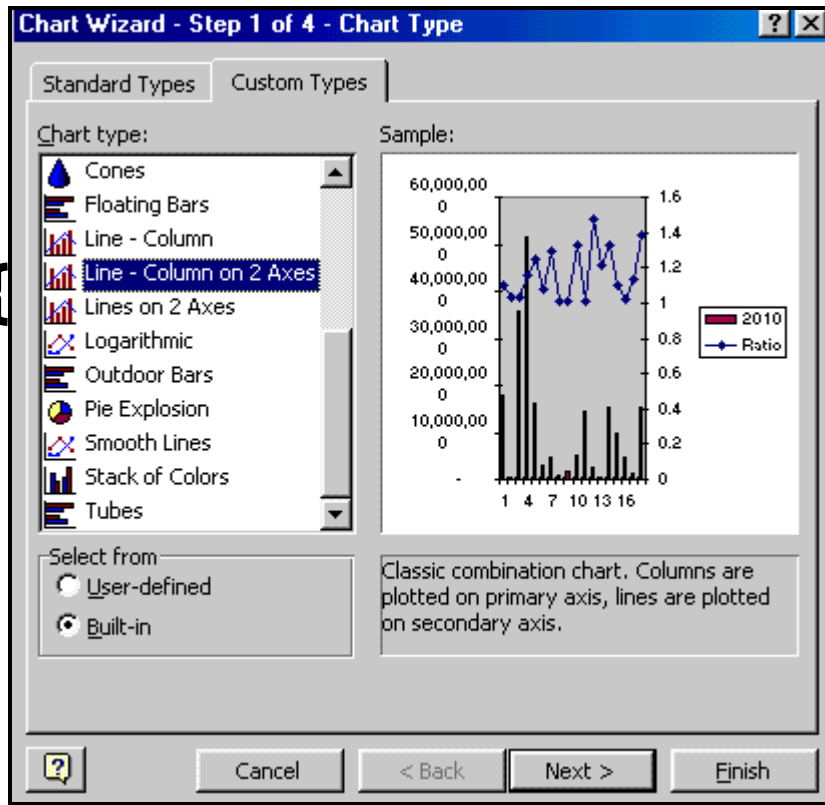 Chart Wizard - Step 1 of 4 - Chart Type
Standard Types
Custom Types
Chart type:
Cones
Floating Bars
Line - Column
Line - Column on 2 Axes
Lines on 2 Axes
Logarithmic
Outdoor Bars
Pie Explosion
Smooth Lines
Stack of Colors
Tubes
Sample:
60,000,00
0
50,000,00
0
40,000,00
0
30,000,00
0
20,000,00
0
10,000,00
0
-
1.6
1.4
1.2
1
0.8
0.6
0.4
0.2
0
1 4 7 10 13 16
2010
Ratio
Select from
User-defined
Built-in
Classic combination chart. Columns are
plotted on primary axis, lines are plotted
on secondary axis.
Cancel
< Back
Next >
Finish